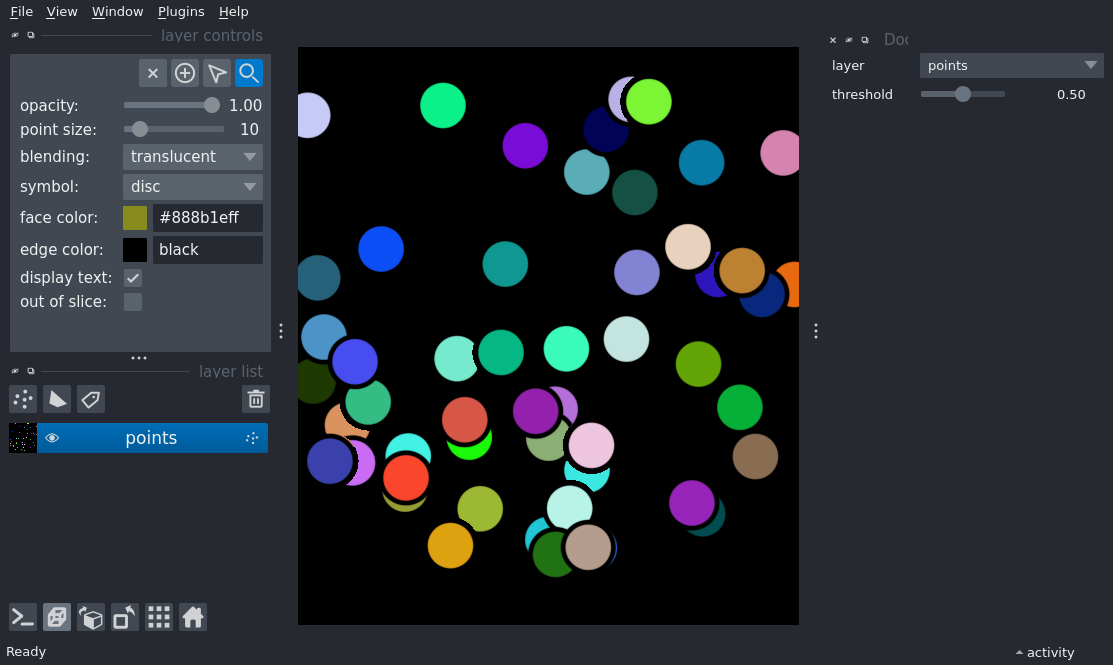 File View Window Plugins Help
layer controls
opacity: 1.00
point size: 10
blending: translucent
symbol: disc
face color: #888b1eff
edge color: black
display text:
out of slice:
layer list
points
Doc
layer points
threshold 0.50
Ready
activity